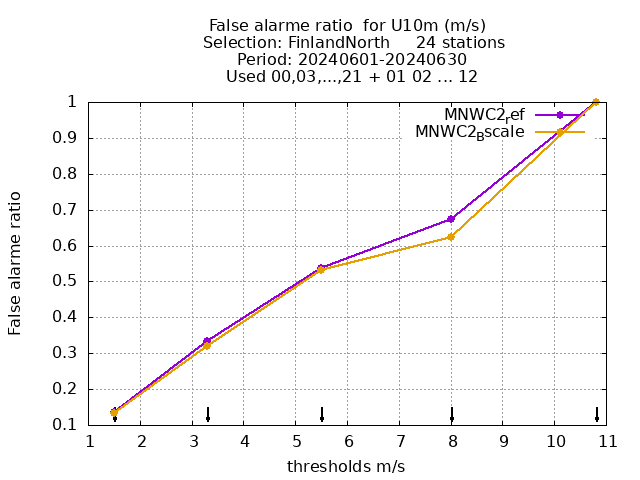 False alarme ratio  for U10m (m/s)
Selection: FinlandNorth     24 stations
Period: 20240601-20240630
Used 00,03,...,21 + 01 02 ... 12
MNWC2_ref
MNWC2_Bscale
1
0.9
0.8
0.7
0.6
0.5
0.4
0.3
0.2
0.1
False alarme ratio
1 2 3 4 5 6 7 8 9 10 11
thresholds m/s